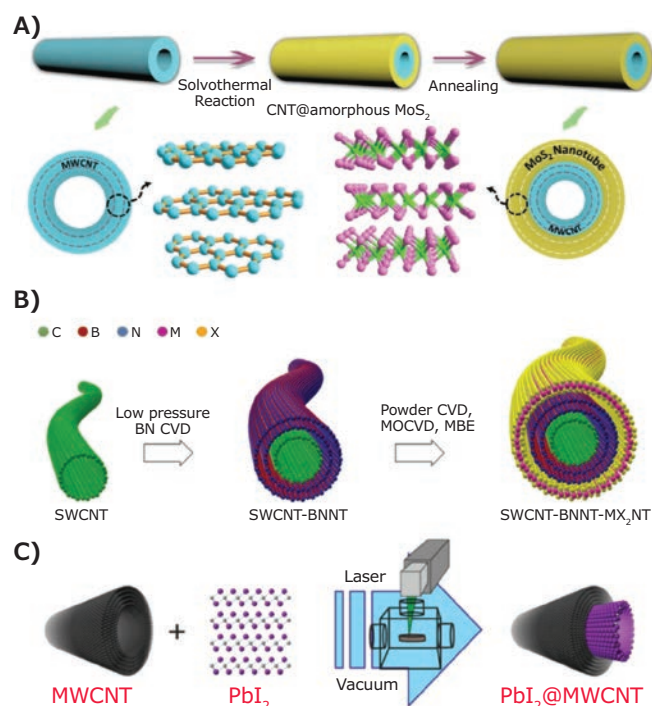 A)
Solvothermal
Reaction
CNT@amorphous MoS₂
Annealing
MWCNT
MoS₂ Nanotube
MWCNT
B)
C B N M X
Low pressure
BN CVD
Powder CVD,
MOCVD, MBE
SWCNT
SWCNT-BNNT
SWCNT-BNNT-MX₂NT
C)
Laser
+
Vacuum
MWCNT
PbI₂
PbI₂@MWCNT